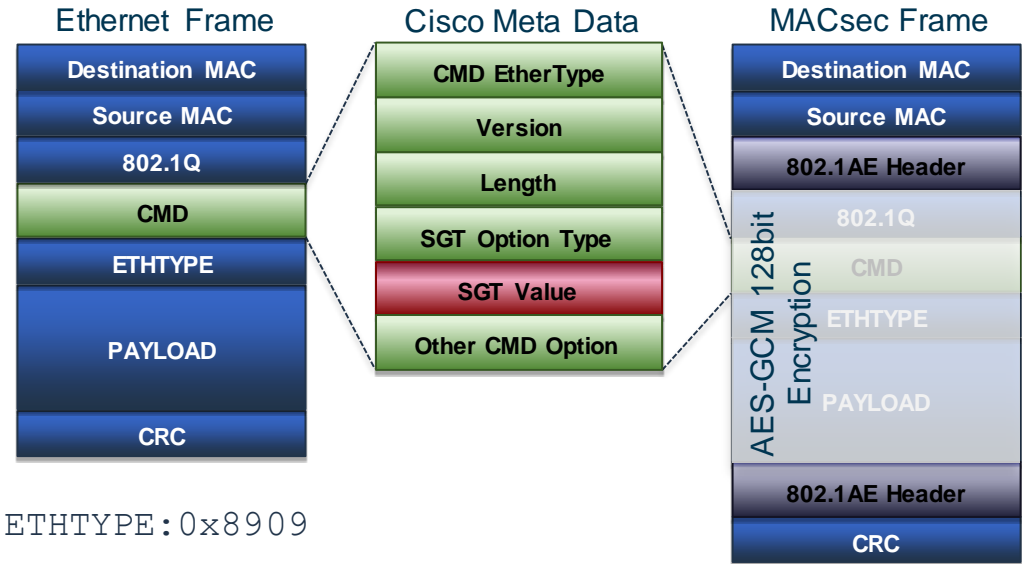 Ethernet Frame
Destination MAC
Source MAC
802.1Q
CMD
ETHTYPE
PAYLOAD
CRC
ETHTYPE:0x8909
Cisco Meta Data
CMD EtherType
Version
Length
SGT Option Type
SGT Value
Other CMD Option
MACsec Frame
Destination MAC
Source MAC
802.1AE Header
802.1Q
CMD
ETHTYPE
PAYLOAD
AES-GCM 128bit
Encryption
802.1AE Header
CRC